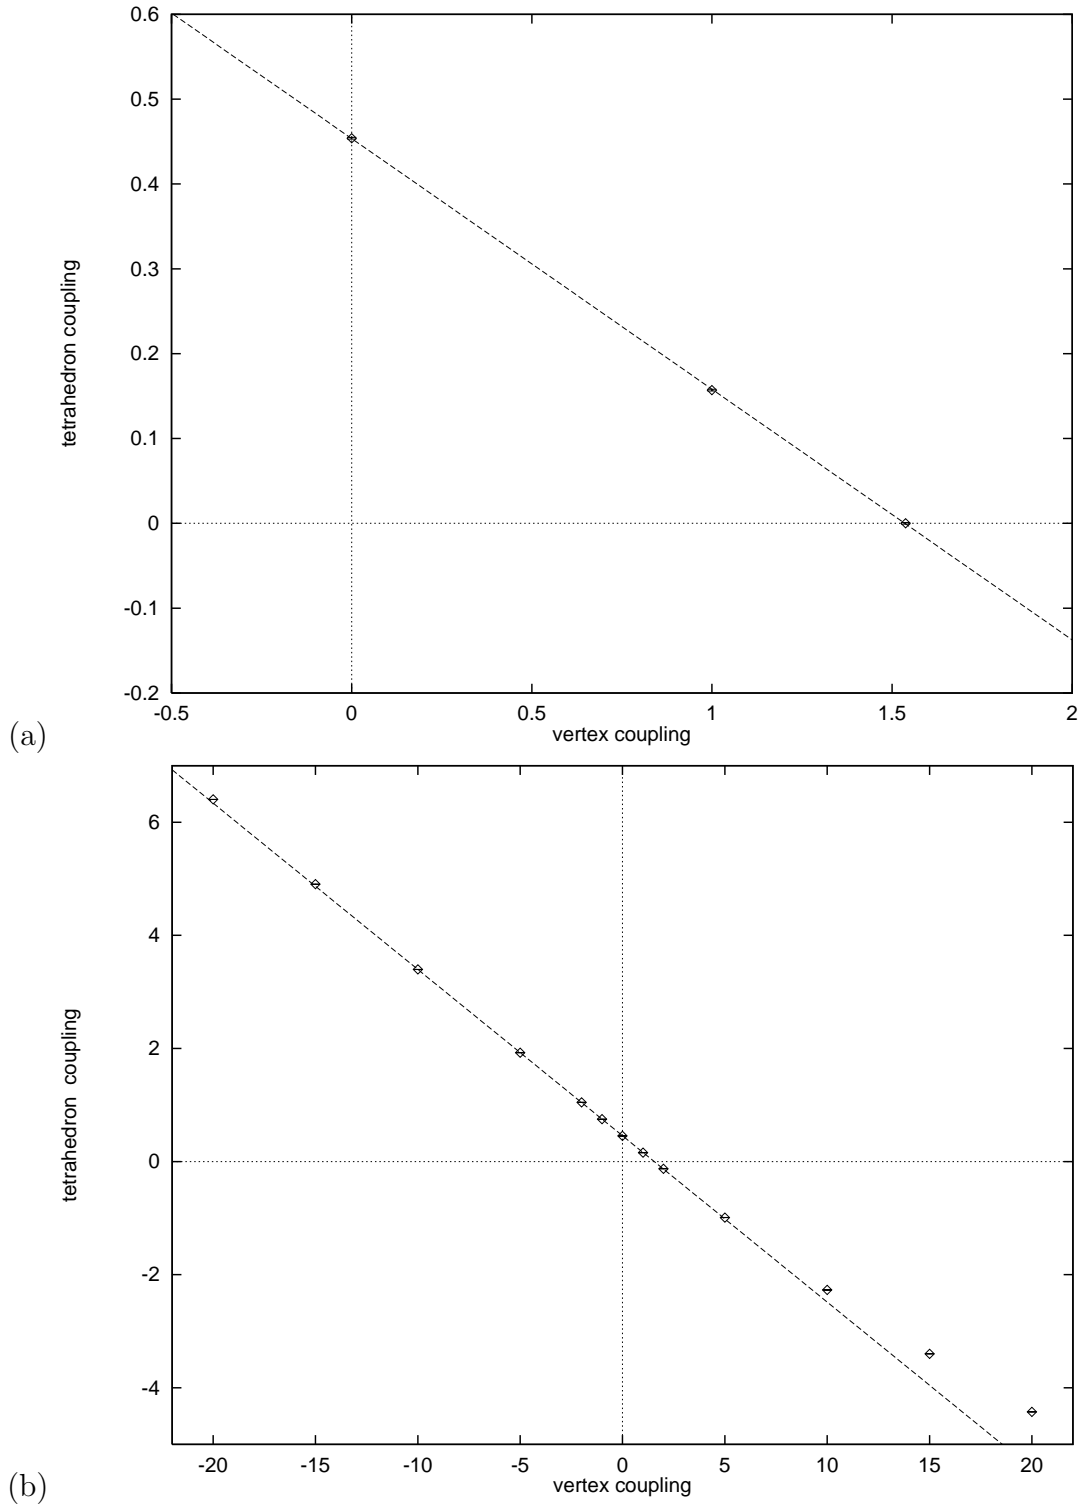 0.6
0.5
0.4
0.3
0.2
0.1
0
-0.1
-0.2
tetrahedron coupling
-0.5 0 0.5 1 1.5 2
vertex coupling
(a)
6
4
2
0
-2
-4
tetrahedron coupling
-20 -15 -10 -5 0 5 10 15 20
vertex coupling
(b)